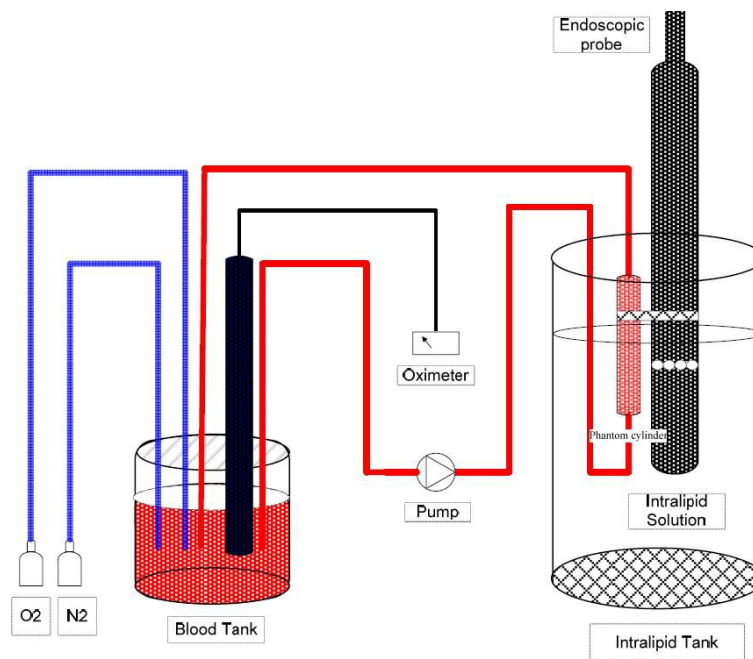 Endoscopic
probe
Oximeter
Phantom cylinder
Pump
Intralipid
Solution
O2
N2
Blood Tank
Intralipid Tank